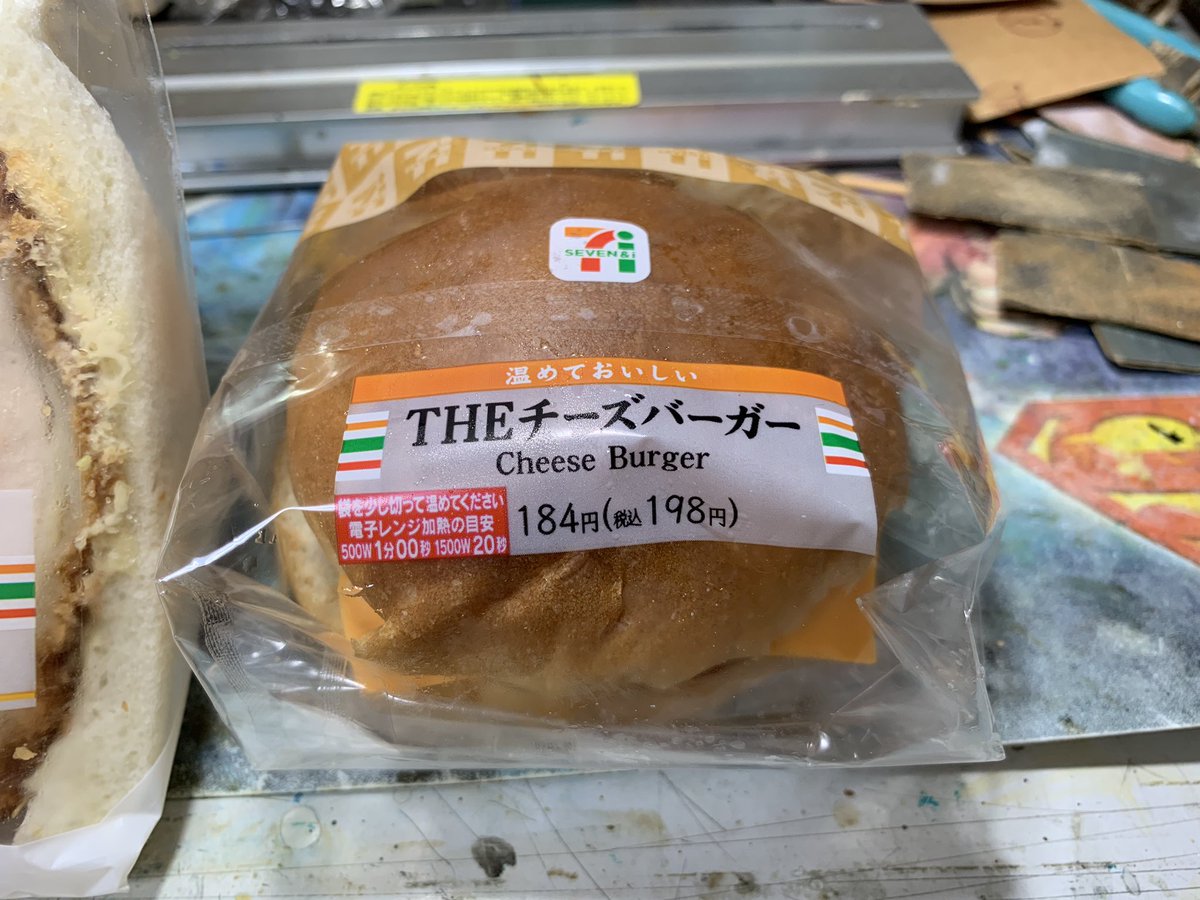 SEVEN&i
温めておいしい
THEチーズバーガー
Cheese Burger
184円(税込198円)
袋を少し切って温めてください
電子レンジ加熱の目安
500W 1分00秒 1500W 20秒